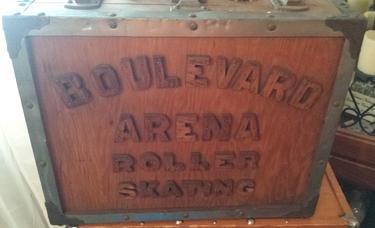 BOULEVARD
ARENA
ROLLER
SKATING